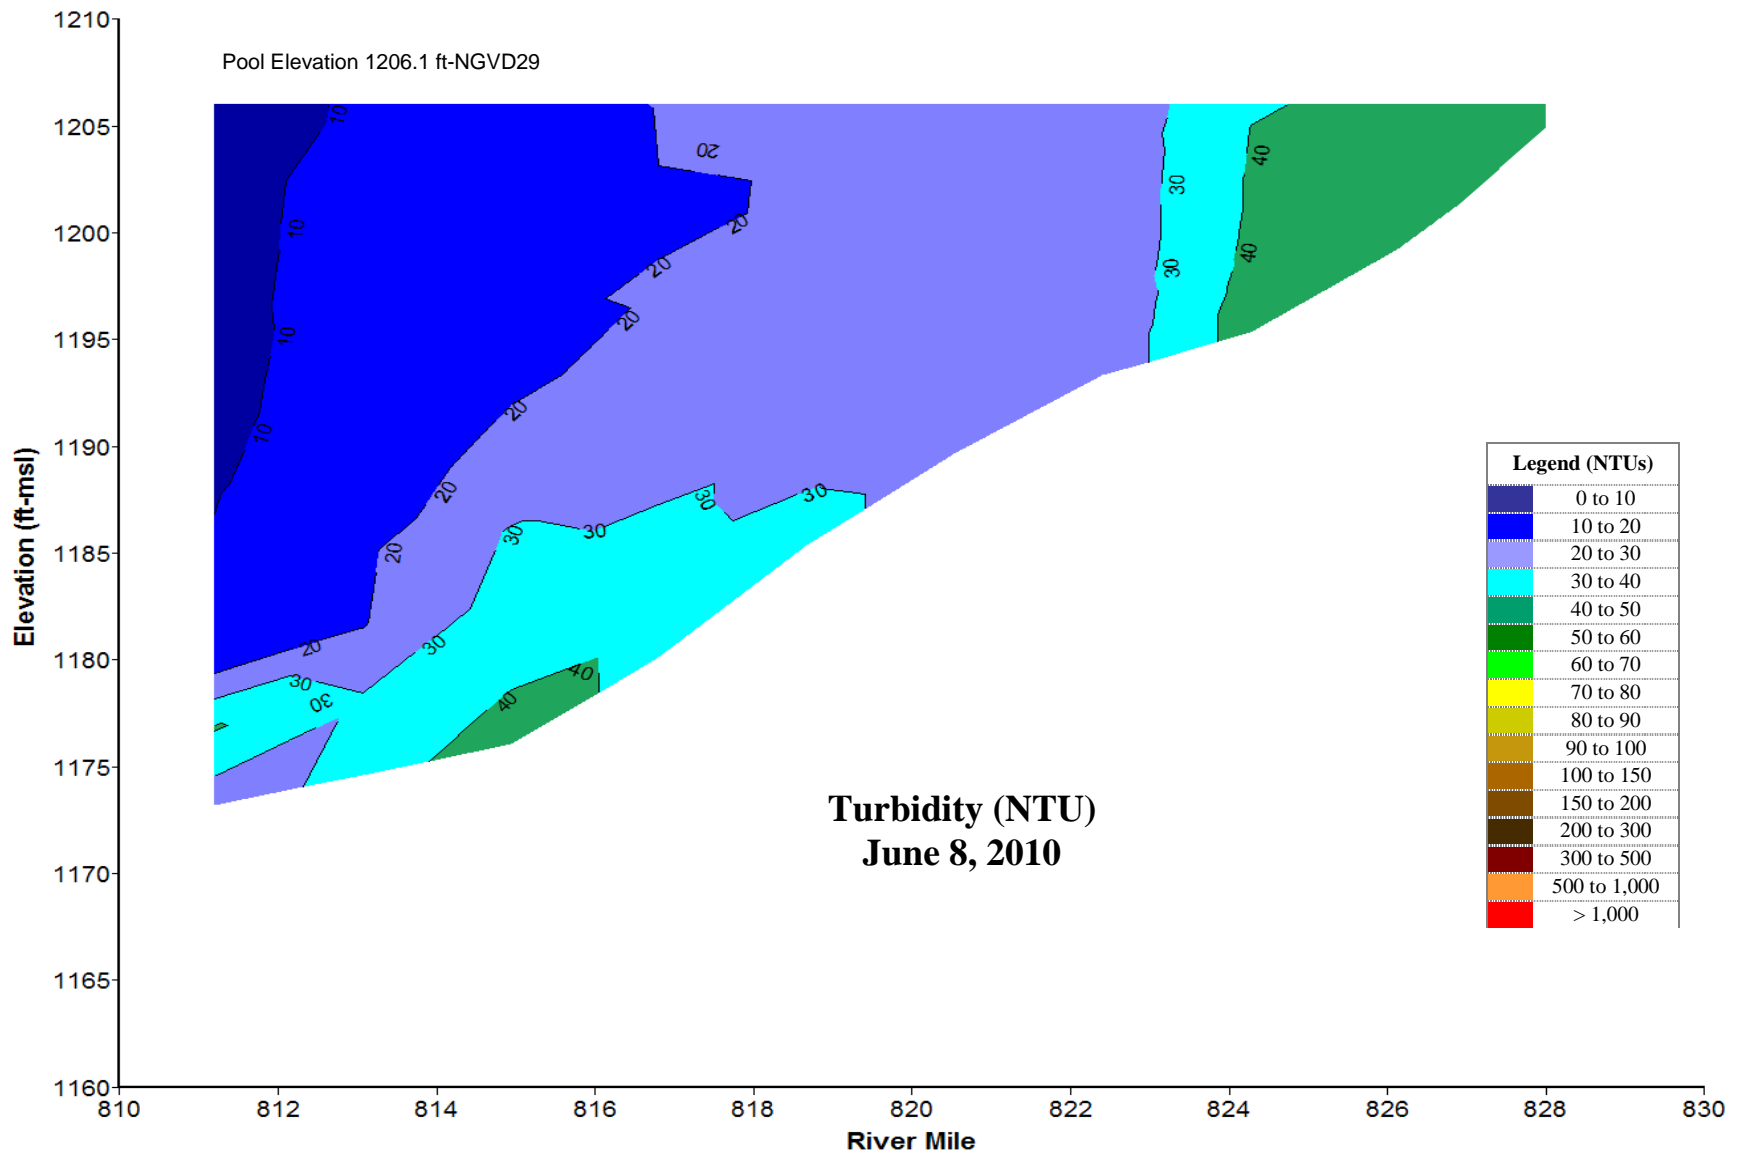 Pool Elevation 1206.1 ft-NGVD29
1210
1205
1200
1195
1190
1185
1180
1175
1170
1165
1160
Elevation (ft-msl)
10
10
10
10
20
20
20
20
20
20
20
20
30
30
30
30
30
30
30
30
30
40
40
40
40
Turbidity (NTU)
June 8, 2010
Legend (NTUs)
0 to 10
10 to 20
20 to 30
30 to 40
40 to 50
50 to 60
60 to 70
70 to 80
80 to 90
90 to 100
100 to 150
150 to 200
200 to 300
300 to 500
500 to 1,000
> 1,000
810 812 814 816 818 820 822 824 826 828 830
River Mile